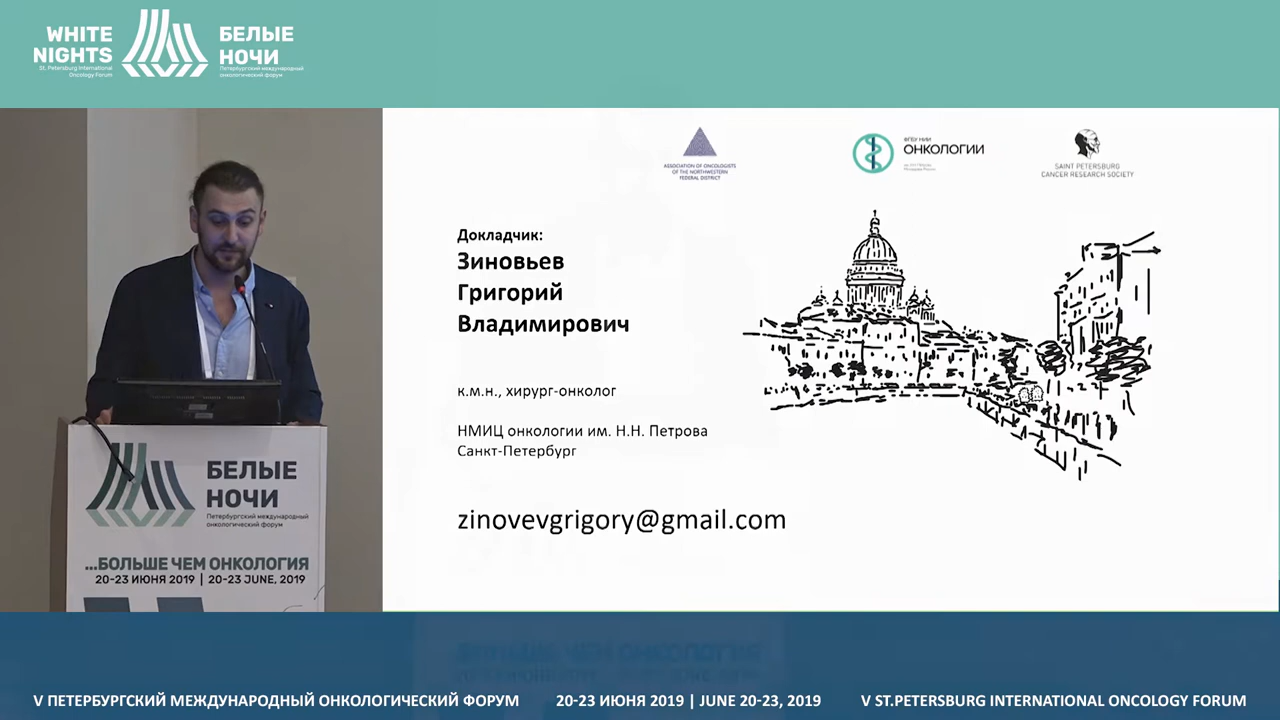 WHITE
NIGHTS
St. Petersburg International
Oncology Forum
БЕЛЫЕ
НОЧИ
Петербургский международный
онкологический форум
ASSOCIATION OF ONCOLOGISTS
OF THE NORTHWESTERN
FEDERAL DISTRICT
ФГБУ НИИ
ОНКОЛОГИИ
SAINT PETERSBURG
CANCER RESEARCH SOCIETY
Докладчик:
Зиновьев
Григорий
Владимирович
к.м.н., хирург-онколог
НМИЦ онкологии им. Н.Н. Петрова
Санкт-Петербург
zinovevgrigory@gmail.com
БЕЛЫЕ
НОЧИ
Петербургский международный
онкологический форум
...БОЛЬШЕ ЧЕМ ОНКОЛОГИЯ
20-23 ИЮНЯ 2019 | 20-23 JUNE, 2019
V ПЕТЕРБУРГСКИЙ МЕЖДУНАРОДНЫЙ ОНКОЛОГИЧЕСКИЙ ФОРУМ
20-23 ИЮНЯ 2019 | JUNE 20-23, 2019
V ST.PETERSBURG INTERNATIONAL ONCOLOGY FORUM